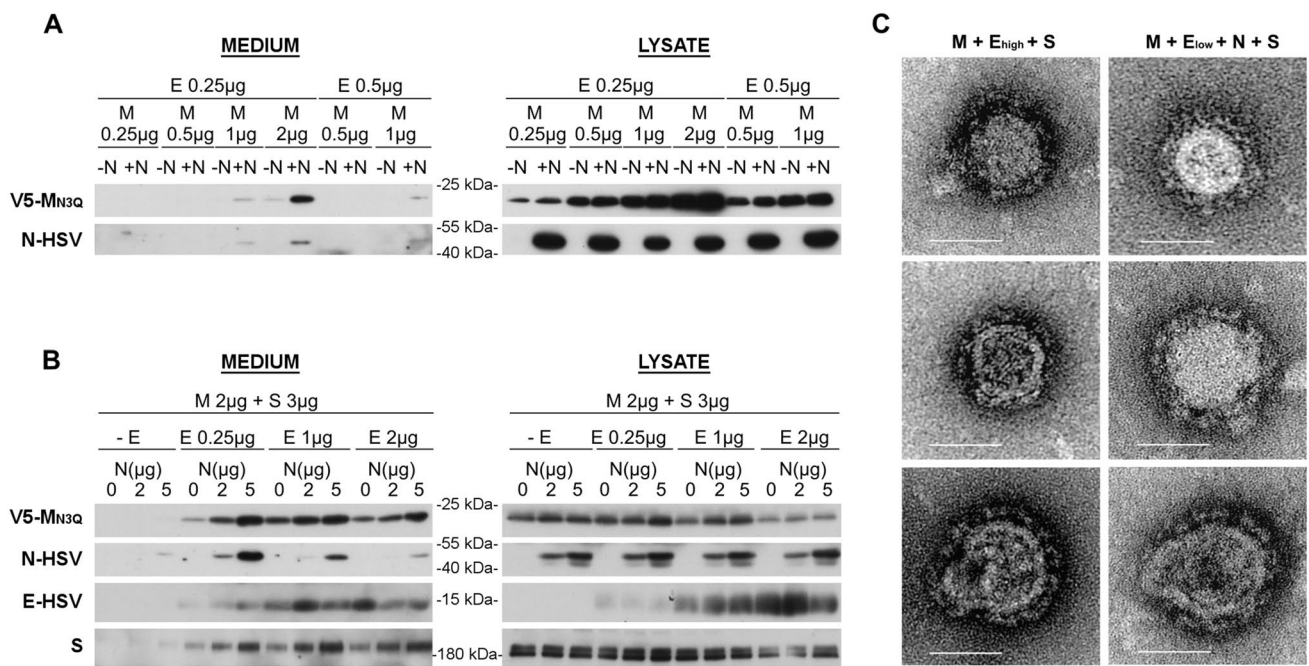 A
MEDIUM
LYSATE
E 0.25µg E 0.5µg
E 0.25µg E 0.5µg
M M M M M M
0.25µg 0.5µg 1µg 2µg 0.5µg 1µg
M M M M M M
0.25µg 0.5µg 1µg 2µg 0.5µg 1µg
-N +N -N +N -N +N -N +N -N +N -N +N
-N +N -N +N -N +N -N +N -N +N -N +N
V5-MN3Q
-25 kDa-
N-HSV
-55 kDa-
-40 kDa-
B
MEDIUM
LYSATE
M 2µg + S 3µg
M 2µg + S 3µg
- E E 0.25µg E 1µg E 2µg
- E E 0.25µg E 1µg E 2µg
N(µg) N(µg) N(µg) N(µg)
0 2 5 0 2 5 0 2 5 0 2 5
N(µg) N(µg) N(µg) N(µg)
0 2 5 0 2 5 0 2 5 0 2 5
V5-MN3Q
-25 kDa-
N-HSV
-55 kDa-
-40 kDa-
E-HSV
-15 kDa-
S
-180 kDa-
C
M + Ehigh + S
M + Elow + N + S